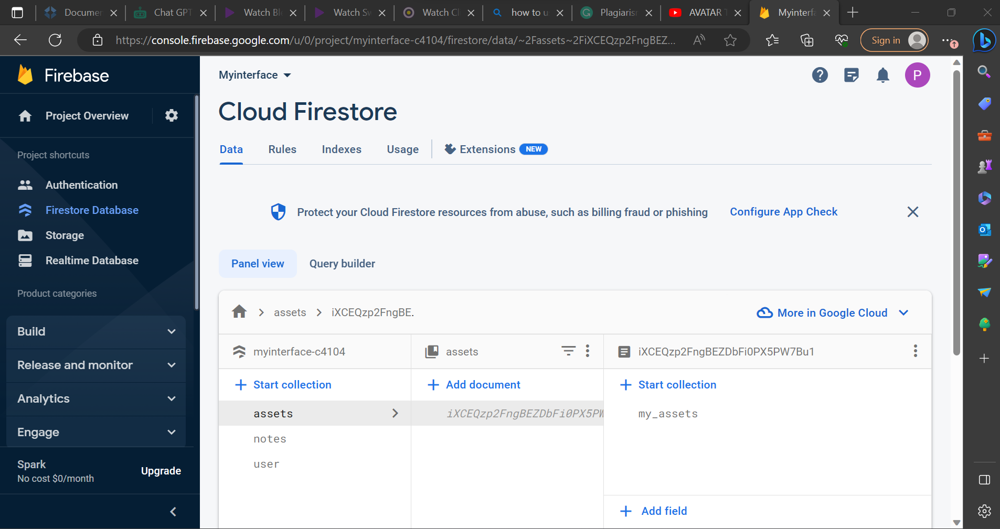 Documen
Chat GPT
Watch Bl
Watch Sw
Watch Cl
how to u
Plagiarism
AVATAR T
Myinterfa
https://console.firebase.google.com/u/0/project/myinterface-c4104/firestore/data/~2Fassets~2FiXCEQzp2FngBEZ...
Sign in
Firebase
Project Overview
Project shortcuts
Authentication
Firestore Database
Storage
Realtime Database
Product categories
Build
Release and monitor
Analytics
Engage
Spark
No cost $0/month
Upgrade
Myinterface
P
Cloud Firestore
Data
Rules
Indexes
Usage
Extensions NEW
Protect your Cloud Firestore resources from abuse, such as billing fraud or phishing
Configure App Check
Panel view
Query builder
assets
iXCEQzp2FngBE.
More in Google Cloud
myinterface-c4104
assets
iXCEQzp2FngBEZDbFi0PX5PW7Bu1
Start collection
Add document
Start collection
assets
iXCEQzp2FngBEZDbFi0PX5PW
my_assets
notes
user
Add field